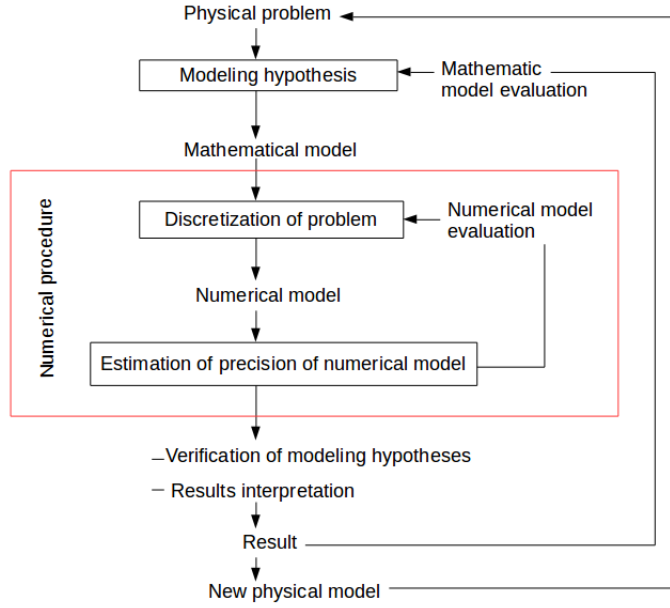 Physical problem
Modeling hypothesis
Mathematic
model evaluation
Mathematical model
Numerical procedure
Discretization of problem
Numerical model
evaluation
Numerical model
Estimation of precision of numerical model
–Verification of modeling hypotheses
– Results interpretation
Result
New physical model